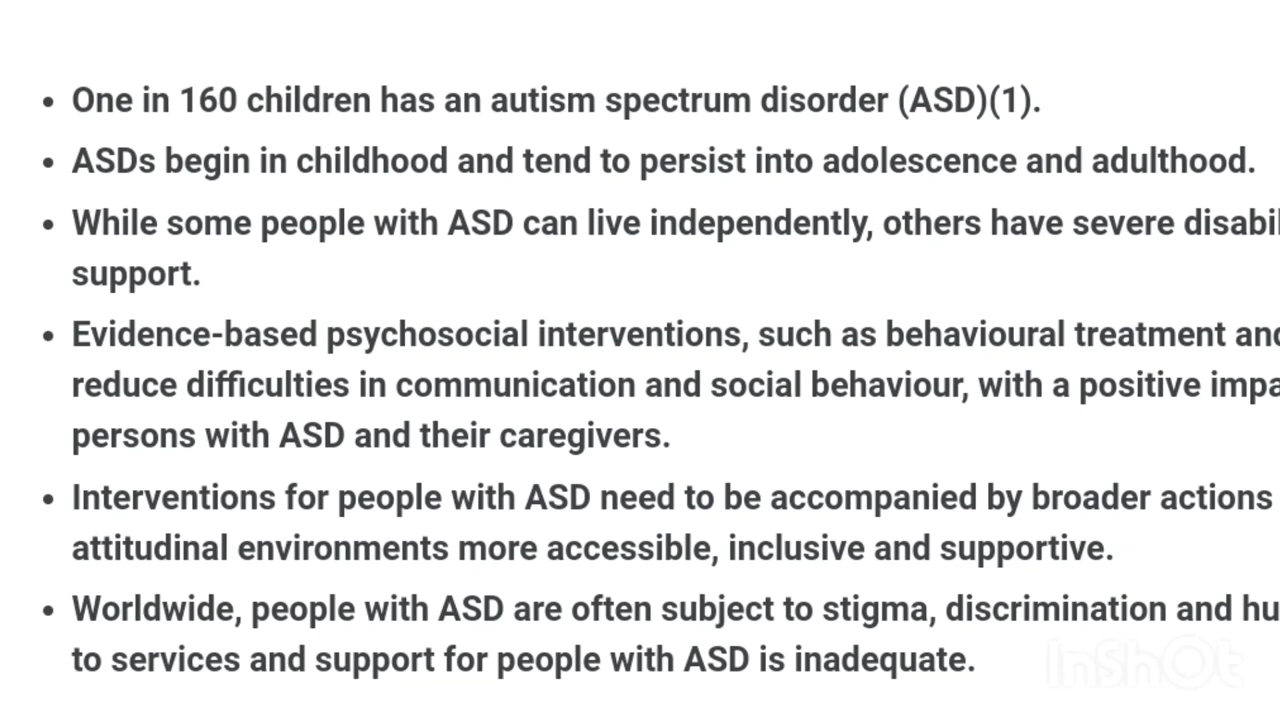 • One in 160 children has an autism spectrum disorder (ASD)(1).
• ASDs begin in childhood and tend to persist into adolescence and adulthood.
• While some people with ASD can live independently, others have severe
support.
• Evidence-based psychosocial interventions, such as behavioural treatment
reduce difficulties in communication and social behaviour, with a positive
persons with ASD and their caregivers.
• Interventions for people with ASD need to be accompanied by broader actions
attitudinal environments more accessible, inclusive and supportive.
• Worldwide, people with ASD are often subject to stigma, discrimination and
to services and support for people with ASD is inadequate.
InShOt